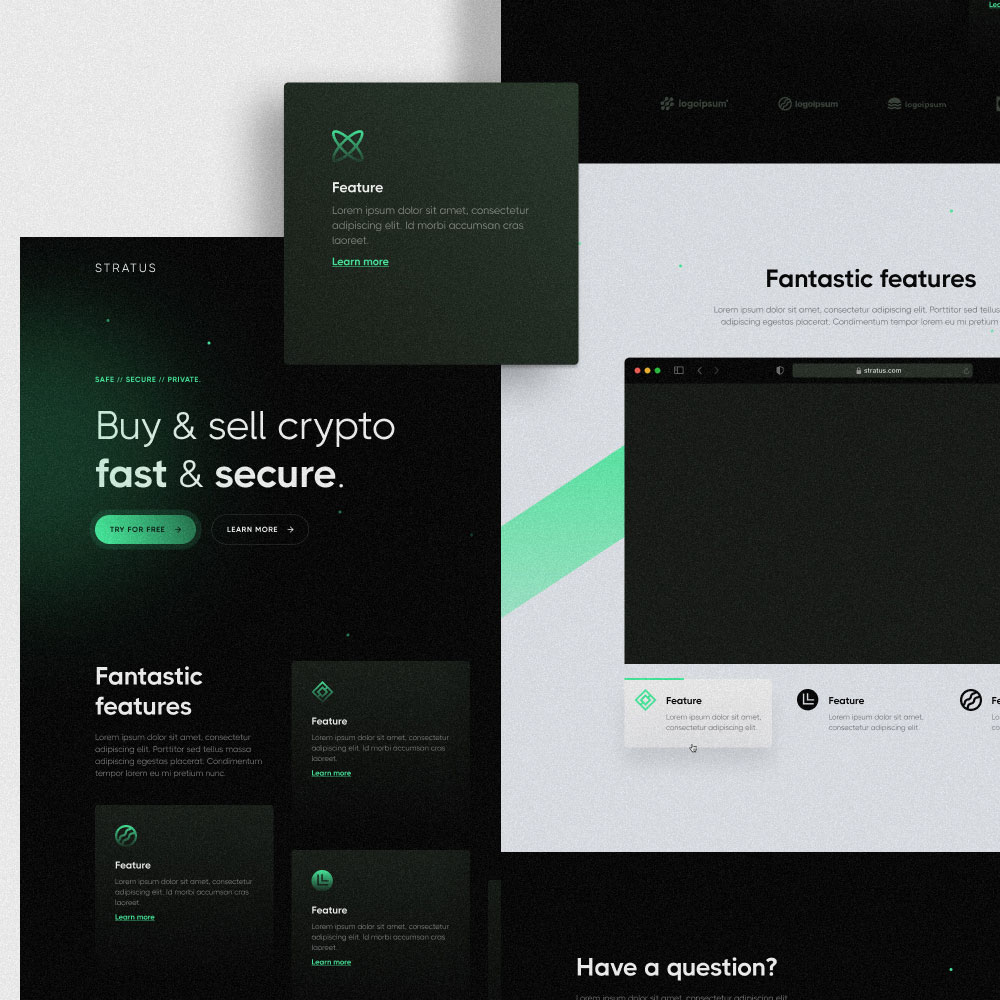 Lea
logoipsum
logoipsum
logoipsum
Feature
Lorem ipsum dolor sit amet, consectetur
adipiscing elit. Id morbi accumsan cras
laoreet.
Learn more
STRATUS
SAFE // SECURE // PRIVATE.
Buy & sell crypto
fast & secure.
TRY FOR FREE →
LEARN MORE →
Fantastic
features
Lorem ipsum dolor sit amet, consectetur
adipiscing elit. Porttitor sed tellus massa
adipiscing egestas placerat. Condimentum
tempor lorem eu mi pretium nunc.
Feature
Lorem ipsum dolor sit amet, consectetur
adipiscing elit. Id morbi accumsan cras
laoreet.
Learn more
Feature
Lorem ipsum dolor sit amet, consectetur
adipiscing elit. Id morbi accumsan cras
laoreet.
Learn more
Feature
Lorem ipsum dolor sit amet, consectetur
adipiscing elit. Id morbi accumsan cras
laoreet.
Learn more
Fantastic features
Lorem ipsum dolor sit amet, consectetur adipiscing elit. Porttitor sed tellus
adipiscing egestas placerat. Condimentum tempor lorem eu mi pretium
stratus.com
Feature
Lorem ipsum dolor sit amet,
consectetur adipiscing elit.
Feature
Lorem ipsum dolor sit amet,
consectetur adipiscing elit.
Fe
Have a question?
Lorem ipsum dolor sit amet, consectetur adipiscing elit.